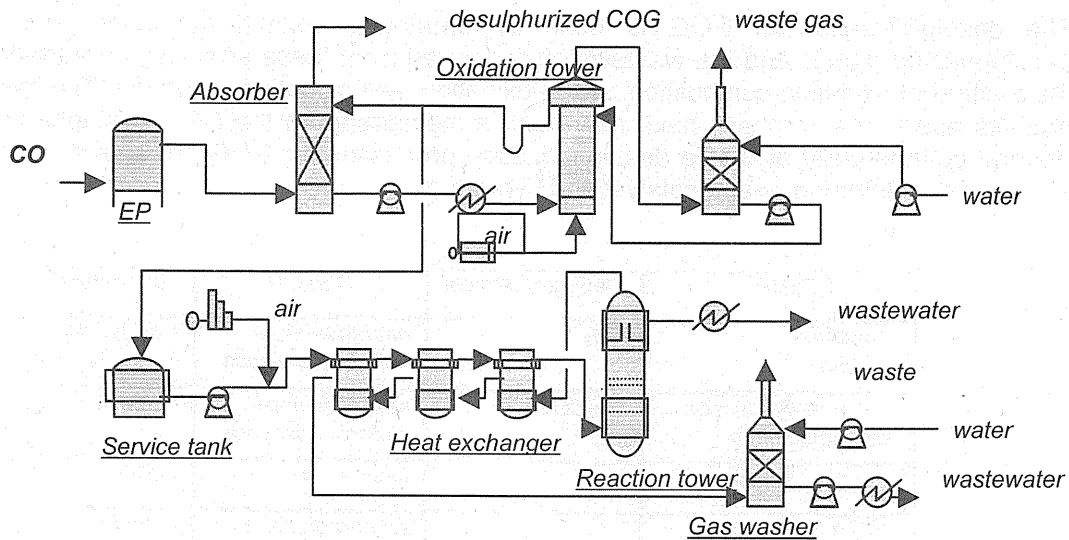 desulphurized COG
waste gas
Oxidation tower
Absorber
CO
EP
water
air
air
wastewater
waste
Service tank
Heat exchanger
water
Reaction tower
wastewater
Gas washer